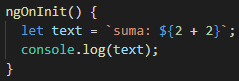 ngOnInit() {
  let text = `suma: ${2 + 2}`;
  console.log(text);
}